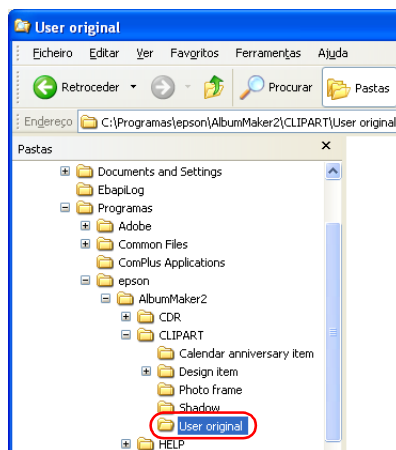 User original
Ficheiro Editar Ver Favoritos Ferramentas Ajuda
Retroceder Procurar Pastas
Endereço C:\Programas\epson\AlbumMaker2\CLIPART\User original
Pastas
Documents and Settings
EbapiLog
Programas
Adobe
Common Files
ComPlus Applications
epson
AlbumMaker2
CDR
CLIPART
Calendar anniversary item
Design item
Photo frame
Shadow
User original
HELP